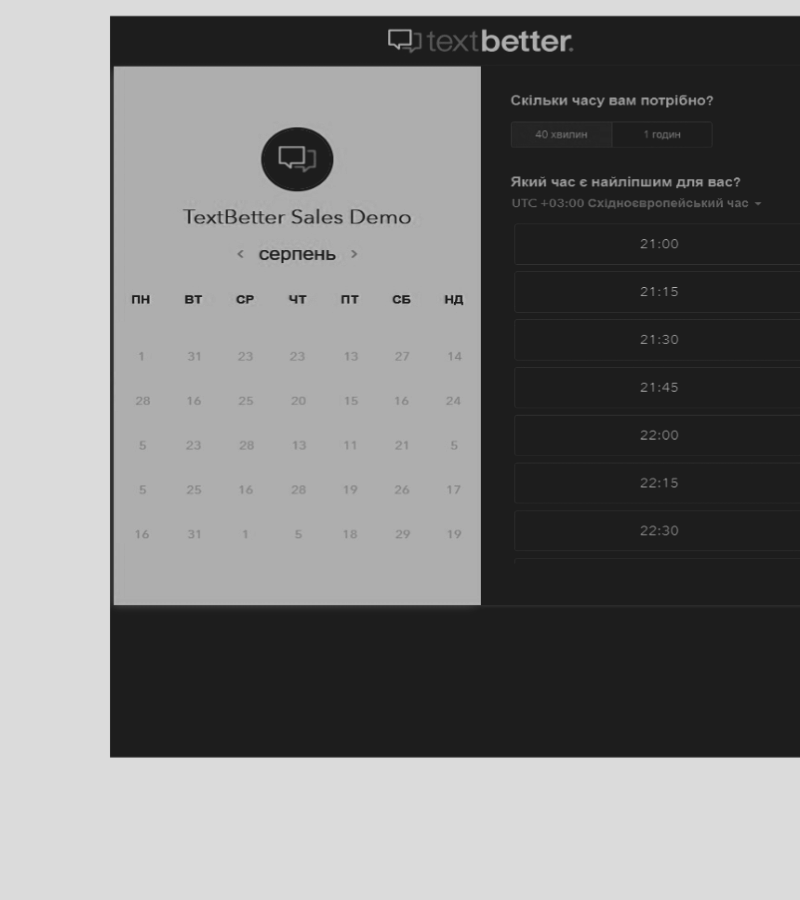 textbetter.
TextBetter Sales Demo
серпень
ПН ВТ СР ЧТ ПТ СБ НД
1 31 23 23 13 27 14
28 16 25 20 15 16 24
5 23 28 13 11 21 5
5 25 16 28 19 26 17
16 31 1 5 18 29 19
Скільки часу вам потрібно?
40 хвилин 1 годин
Який час є найліпшим для вас?
UTC +03:00 Східноєвропейський час
21:00
21:15
21:30
21:45
22:00
22:15
22:30